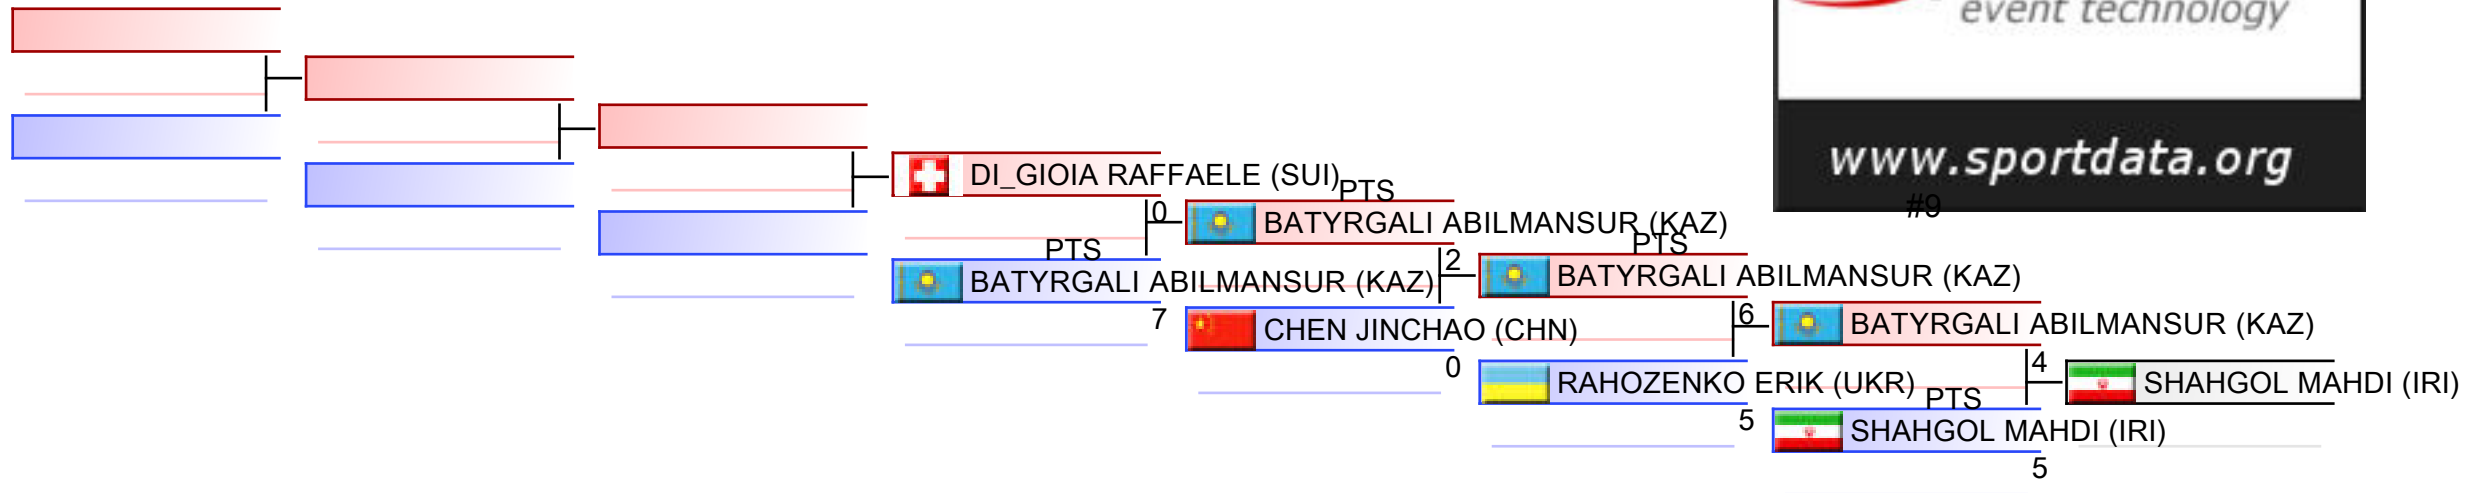 event technology
www.sportdata.org
#9
DI_GIOIA RAFFAELE (SUI)
PTS
0
BATYRGALI ABILMANSUR (KAZ)
PTS
PTS
BATYRGALI ABILMANSUR (KAZ)
2
BATYRGALI ABILMANSUR (KAZ)
7
CHEN JINCHAO (CHN)
6
BATYRGALI ABILMANSUR (KAZ)
0
RAHOZENKO ERIK (UKR)
4
SHAHGOL MAHDI (IRI)
PTS
5
SHAHGOL MAHDI (IRI)
5